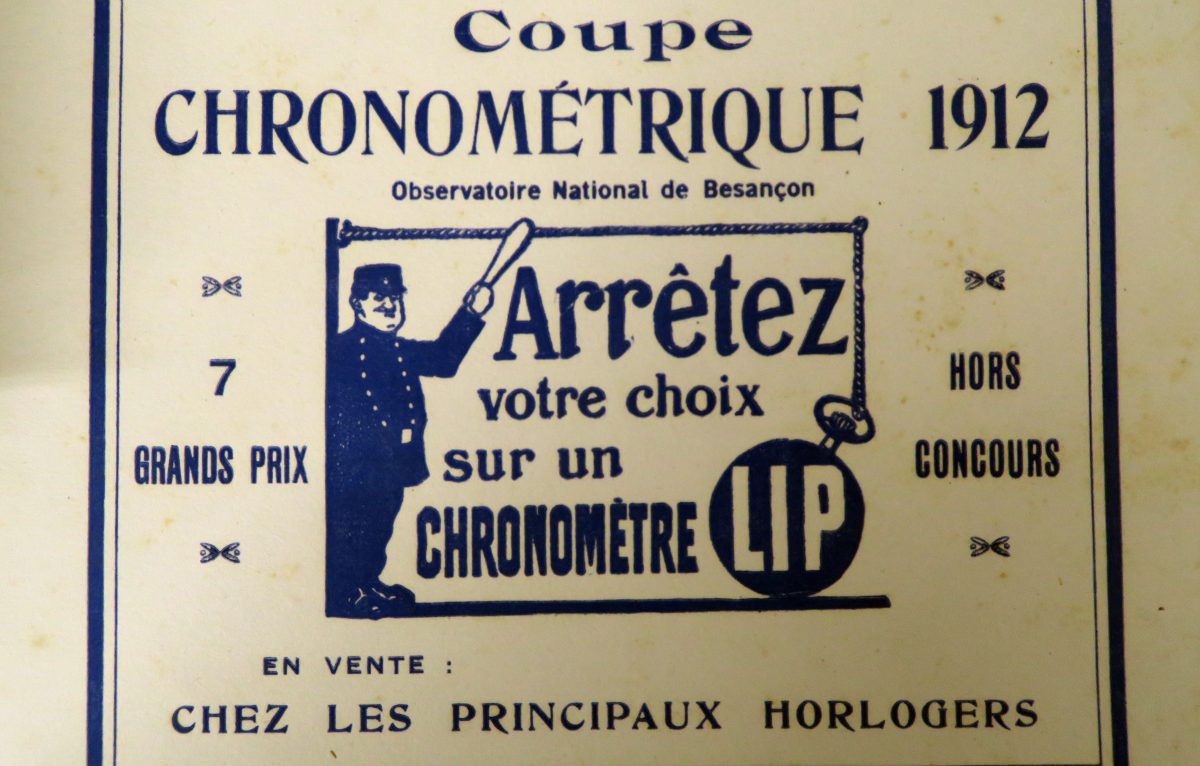 Coupe
CHRONOMÉTRIQUE 1912
Observatoire National de Besançon
7
GRANDS PRIX
Arrêtez
votre choix
sur un
CHRONOMÈTRE
LIP
HORS
CONCOURS
EN VENTE :
CHEZ LES PRINCIPAUX HORLOGERS